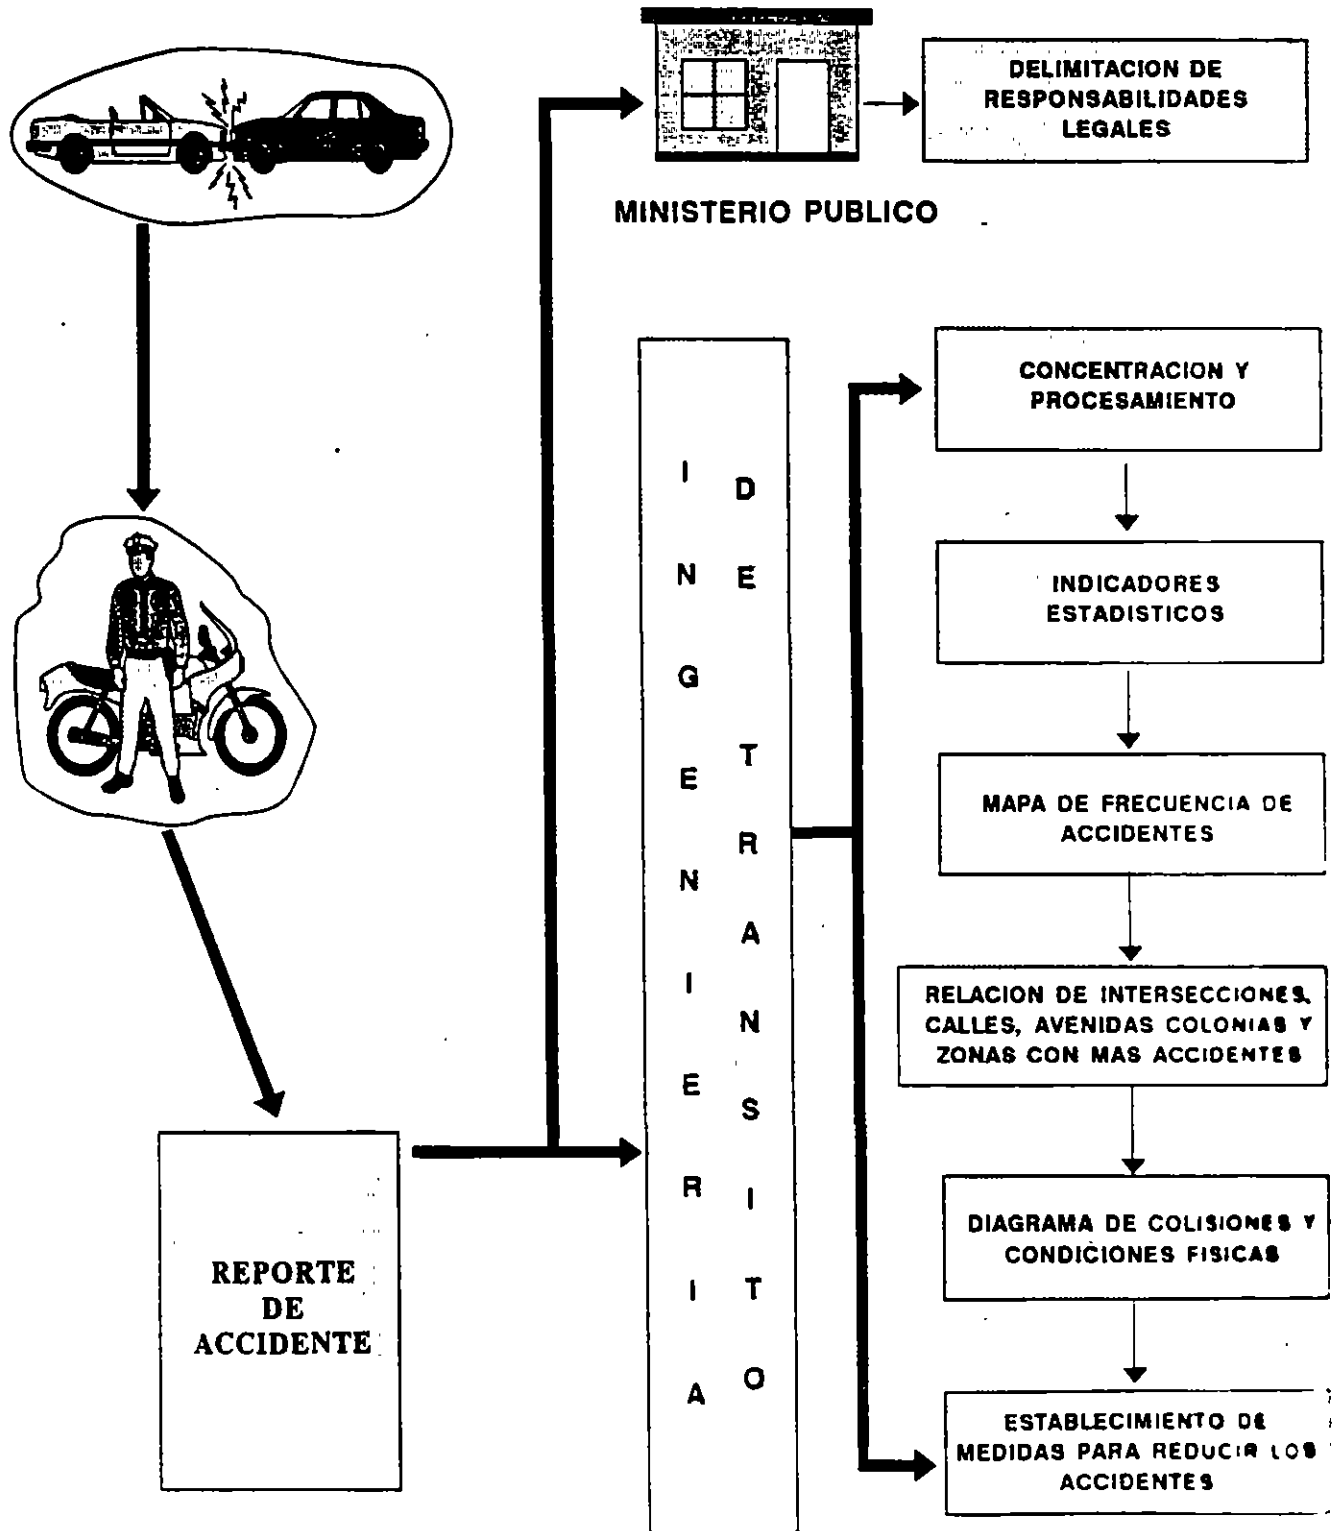 DELIMITACION DE
RESPONSABILIDADES
LEGALES
MINISTERIO PUBLICO
INGENIERIA
DE TRANSITO
CONCENTRACION Y
PROCESAMIENTO
INDICADORES
ESTADISTICOS
MAPA DE FRECUENCIA DE
ACCIDENTES
RELACION DE INTERSECCIONES,
CALLES, AVENIDAS COLONIAS Y
ZONAS CON MAS ACCIDENTES
DIAGRAMA DE COLISIONES Y
CONDICIONES FISICAS
ESTABLECIMIENTO DE
MEDIDAS PARA REDUCIR LOS
ACCIDENTES
REPORTE
DE
ACCIDENTE